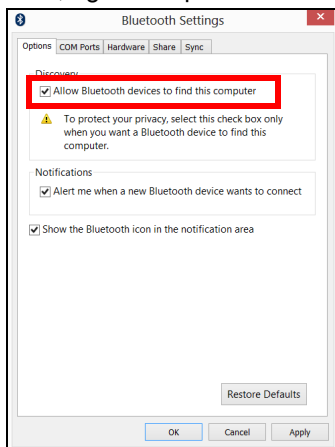 Bluetooth Settings
Options COM Ports Hardware Share Sync
Discovery
Allow Bluetooth devices to find this computer
To protect your privacy, select this check box only
when you want a Bluetooth device to find this
computer.
Notifications
Alert me when a new Bluetooth device wants to connect
Show the Bluetooth icon in the notification area
Restore Defaults
OK Cancel Apply